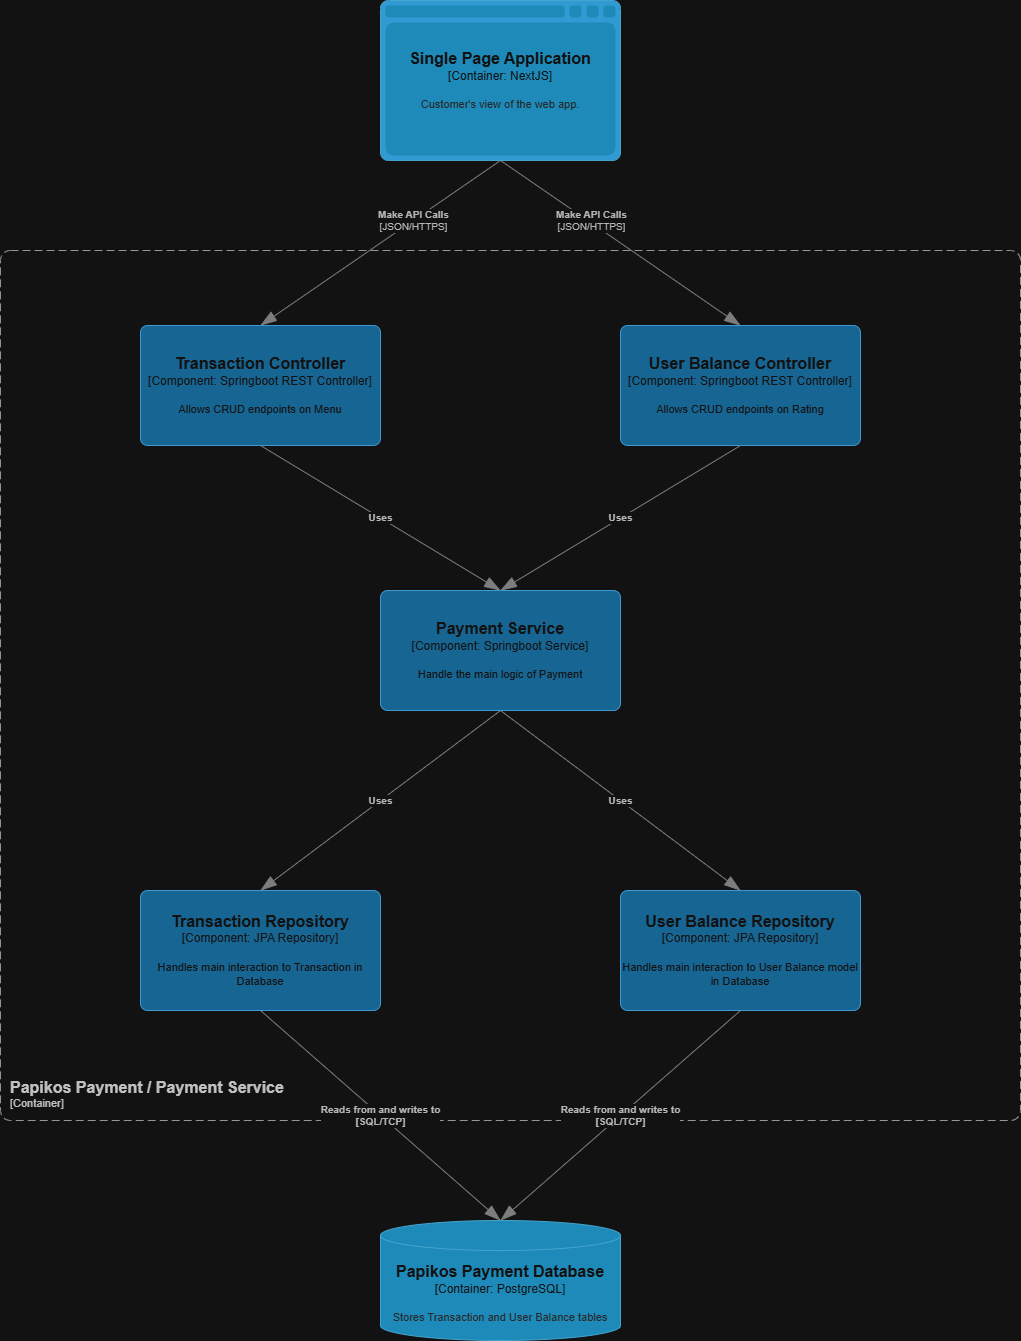 Single Page Application
[Container: NextJS]
Customer's view of the web app.
Make API Calls
[JSON/HTTPS]
Make API Calls
[JSON/HTTPS]
Transaction Controller
[Component: Springboot REST Controller]
Allows CRUD endpoints on Menu
User Balance Controller
[Component: Springboot REST Controller]
Allows CRUD endpoints on Rating
Uses
Uses
Payment Service
[Component: Springboot Service]
Handle the main logic of Payment
Uses
Uses
Transaction Repository
[Component: JPA Repository]
Handles main interaction to Transaction in
Database
User Balance Repository
[Component: JPA Repository]
Handles main interaction to User Balance model
in Database
Papikos Payment / Payment Service
[Container]
Reads from and writes to
[SQL/TCP]
Reads from and writes to
[SQL/TCP]
Papikos Payment Database
[Container: PostgreSQL]
Stores Transaction and User Balance tables